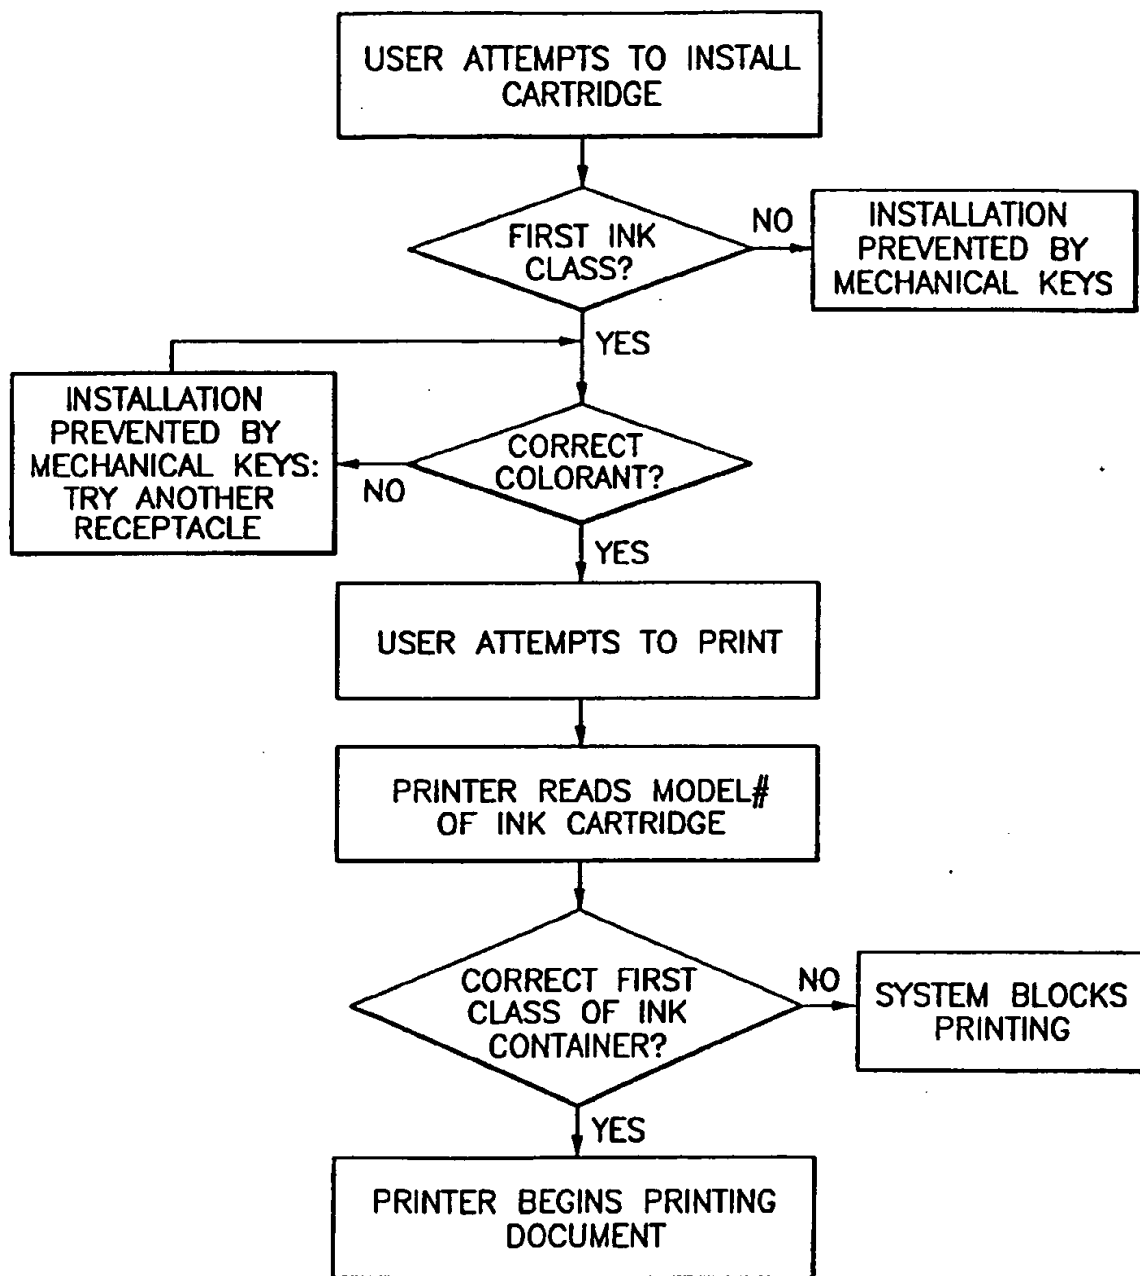 USER ATTEMPTS TO INSTALL
CARTRIDGE
FIRST INK
CLASS?
NO
INSTALLATION
PREVENTED BY
MECHANICAL KEYS
YES
INSTALLATION
PREVENTED BY
MECHANICAL KEYS:
TRY ANOTHER
RECEPTACLE
NO
CORRECT
COLORANT?
YES
USER ATTEMPTS TO PRINT
PRINTER READS MODEL#
OF INK CARTRIDGE
CORRECT FIRST
CLASS OF INK
CONTAINER?
NO
SYSTEM BLOCKS
PRINTING
YES
PRINTER BEGINS PRINTING
DOCUMENT